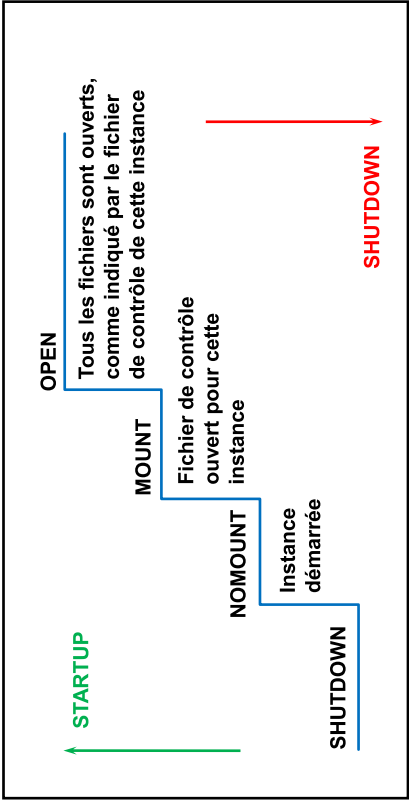 STARTUP
OPEN
Tous les fichiers sont ouverts,
comme indiqué par le fichier
de contrôle de cette instance
MOUNT
Fichier de contrôle
ouvert pour cette
instance
NOMOUNT
Instance
démarrée
SHUTDOWN
SHUTDOWN